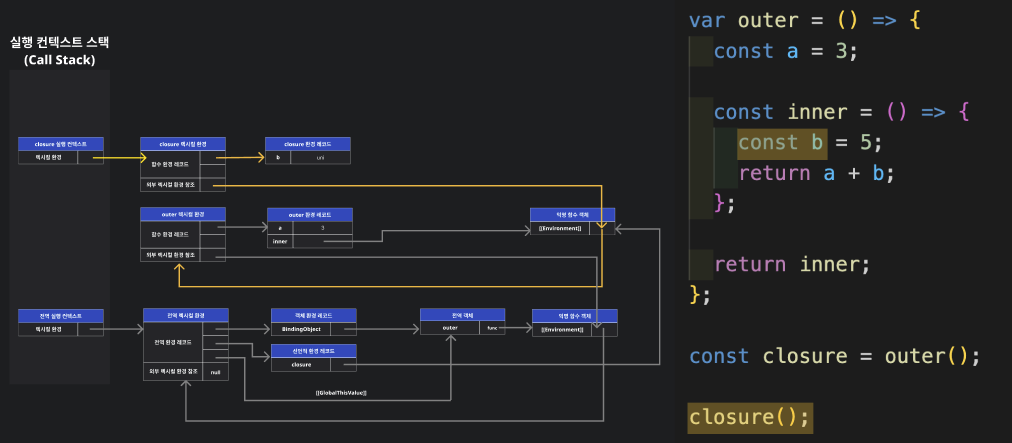 실행 컨텍스트 스택
(Call Stack)
closure 실행 컨텍스트
렉시컬 환경
closure 렉시컬 환경
함수 환경 레코드
외부 렉시컬 환경 참조
closure 환경 레코드
b uni
outer 렉시컬 환경
함수 환경 레코드
외부 렉시컬 환경 참조
outer 환경 레코드
a 3
inner
익명 함수 객체
[[Environment]]
전역 실행 컨텍스트
렉시컬 환경
전역 렉시컬 환경
전역 환경 레코드
외부 렉시컬 환경 참조 null
객체 환경 레코드
BindingObject
선언적 환경 레코드
closure
전역 객체
outer func
익명 함수 객체
[[Environment]]
[[GlobalThisValue]]
var outer = () => {
const a = 3;
const inner = () => {
const b = 5;
return a + b;
};
return inner;
};
const closure = outer();
closure();